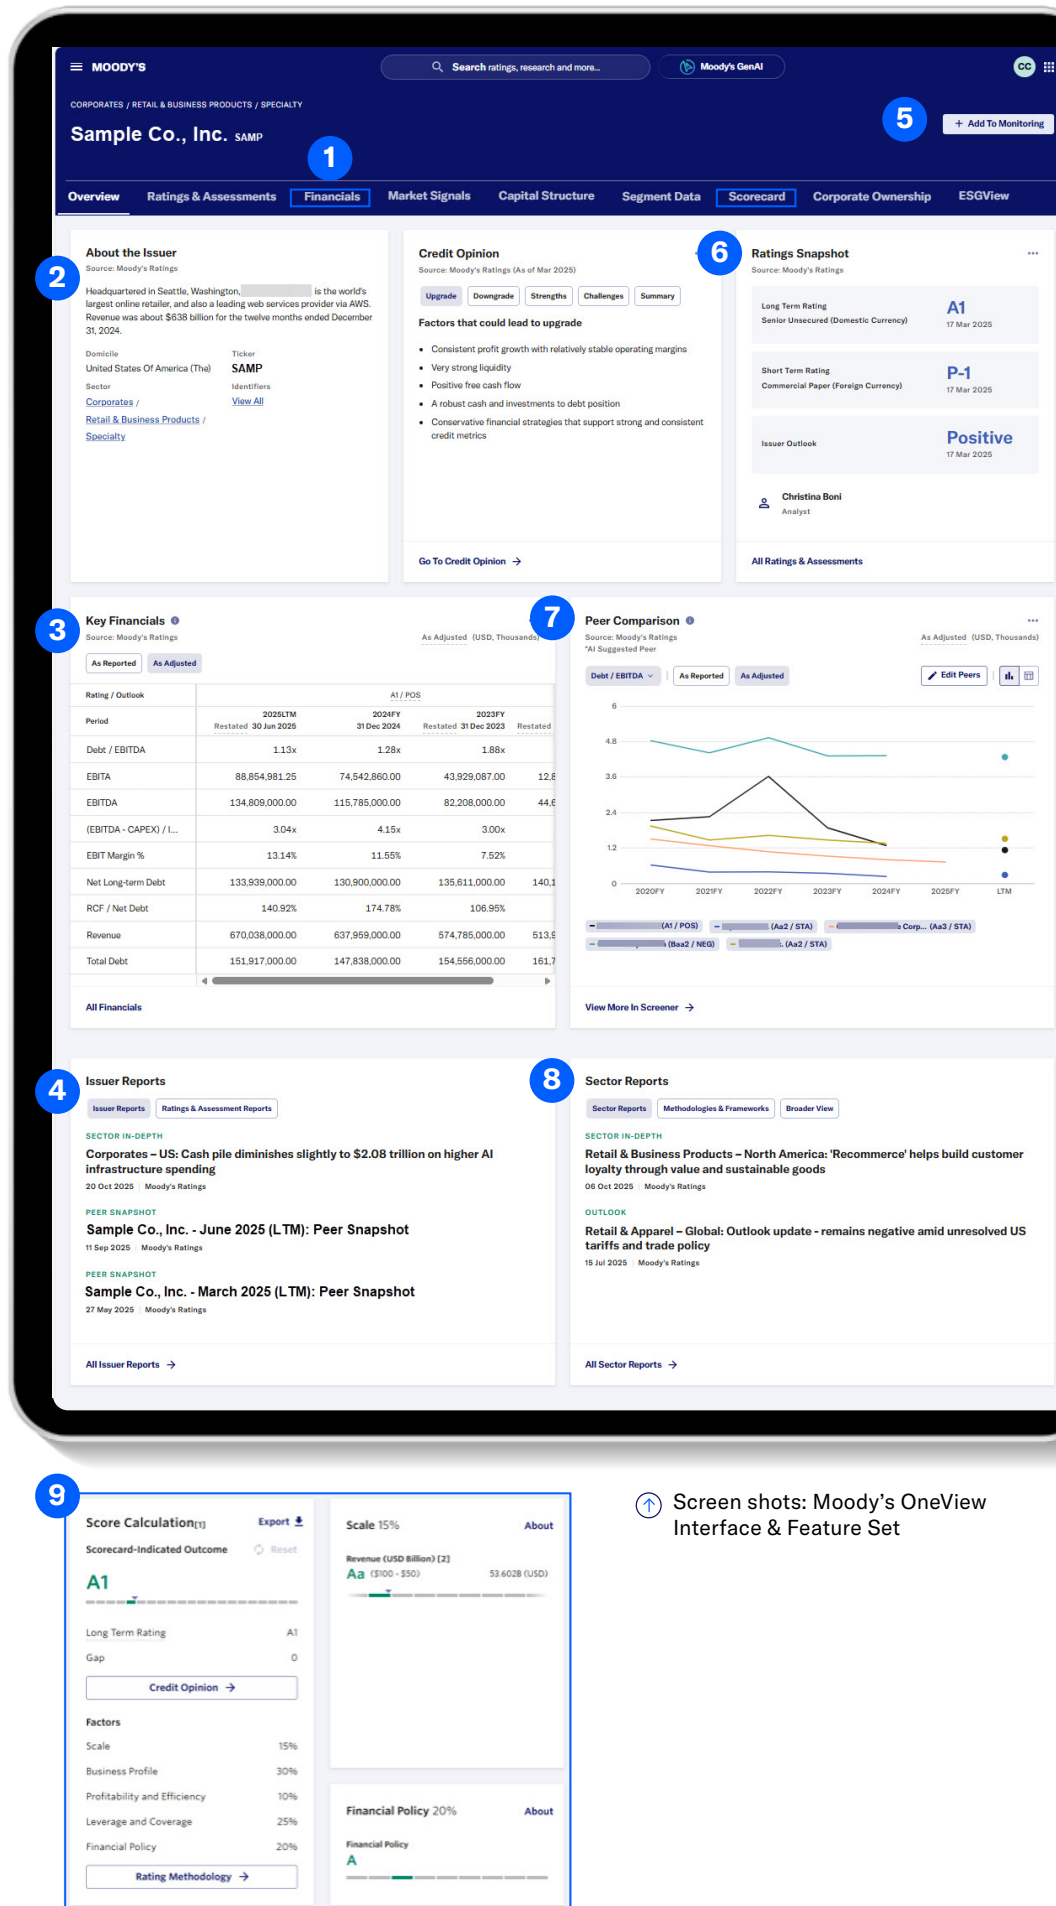 MOODY'S
Search ratings, research and more...
Moody's GenAI
CC
CORPORATES / RETAIL & BUSINESS PRODUCTS / SPECIALTY
Sample Co., Inc. SAMP
5
+ Add To Monitoring
1
Overview Ratings & Assessments Financials Market Signals Capital Structure Segment Data Scorecard Corporate Ownership ESGView
2
About the Issuer
Source: Moody's Ratings
Headquartered in Seattle, Washington, is the world's
largest online retailer, and also a leading web services provider via AWS.
Revenue was about $638 billion for the twelve months ended December
31, 2024.
Domicile Ticker
United States Of America (The) SAMP
Sector Identifiers
Corporates / View All
Retail & Business Products /
Specialty
Credit Opinion
Source: Moody's Ratings (As of Mar 2025)
Upgrade Downgrade Strengths Challenges Summary
Factors that could lead to upgrade
• Consistent profit growth with relatively stable operating margins
• Very strong liquidity
• Positive free cash flow
• A robust cash and investments to debt position
• Conservative financial strategies that support strong and consistent
credit metrics
Go To Credit Opinion →
6
Ratings Snapshot
Source: Moody's Ratings
Long Term Rating A1
Senior Unsecured (Domestic Currency) 17 Mar 2025
Short Term Rating P-1
Commercial Paper (Foreign Currency) 17 Mar 2025
Issuer Outlook Positive
17 Mar 2025
Christina Boni
Analyst
All Ratings & Assessments
3
Key Financials
Source: Moody's Ratings As Adjusted (USD, Thousands)
As Reported As Adjusted
Rating / Outlook A1 / POS
Period 2025LTM 2024FY 2023FY
Restated 30 Jun 2025 31 Dec 2024 Restated 31 Dec 2023 Restated
Debt / EBITDA 1.13x 1.28x 1.88x
EBITA 88,854,981.25 74,542,860.00 43,929,087.00 12,8
EBITDA 134,809,000.00 115,785,000.00 82,208,000.00 44,6
(EBITDA - CAPEX) / I... 3.04x 4.15x 3.00x
EBIT Margin % 13.14% 11.55% 7.52%
Net Long-term Debt 133,939,000.00 130,900,000.00 135,611,000.00 140,1
RCF / Net Debt 140.92% 174.78% 106.95%
Revenue 670,038,000.00 637,959,000.00 574,785,000.00 513,9
Total Debt 151,917,000.00 147,838,000.00 154,556,000.00 161,7
All Financials
7
Peer Comparison
Source: Moody's Ratings As Adjusted (USD, Thousands)
*AI Suggested Peer
Debt / EBITDA As Reported As Adjusted Edit Peers
6
4.8
3.6
2.4
1.2
0
2020FY 2021FY 2022FY 2023FY 2024FY 2025FY LTM
(A1 / POS) (Aa2 / STA) Corp... (Aa3 / STA)
(Baa2 / NEG) (Aa2 / STA)
View More In Screener →
4
Issuer Reports
Issuer Reports Ratings & Assessment Reports
SECTOR IN-DEPTH
Corporates – US: Cash pile diminishes slightly to $2.08 trillion on higher AI
infrastructure spending
20 Oct 2025 | Moody's Ratings
PEER SNAPSHOT
Sample Co., Inc. - June 2025 (LTM): Peer Snapshot
11 Sep 2025 | Moody's Ratings
PEER SNAPSHOT
Sample Co., Inc. - March 2025 (LTM): Peer Snapshot
27 May 2025 | Moody's Ratings
All Issuer Reports →
8
Sector Reports
Sector Reports Methodologies & Frameworks Broader View
SECTOR IN-DEPTH
Retail & Business Products – North America: 'Recommerce' helps build customer
loyalty through value and sustainable goods
06 Oct 2025 | Moody's Ratings
OUTLOOK
Retail & Apparel – Global: Outlook update - remains negative amid unresolved US
tariffs and trade policy
15 Jul 2025 | Moody's Ratings
All Sector Reports →
9
Score Calculation[1] Export
Scorecard-Indicated Outcome Reset
A1
Long Term Rating A1
Gap 0
Credit Opinion →
Factors
Scale 15%
Business Profile 30%
Profitability and Efficiency 10%
Leverage and Coverage 25%
Financial Policy 20%
Rating Methodology →
Scale 15% About
Revenue (USD Billion) [2]
Aa ($100 - $50) 53.6028 (USD)
Financial Policy 20% About
Financial Policy
A
Screen shots: Moody's OneView
Interface & Feature Set